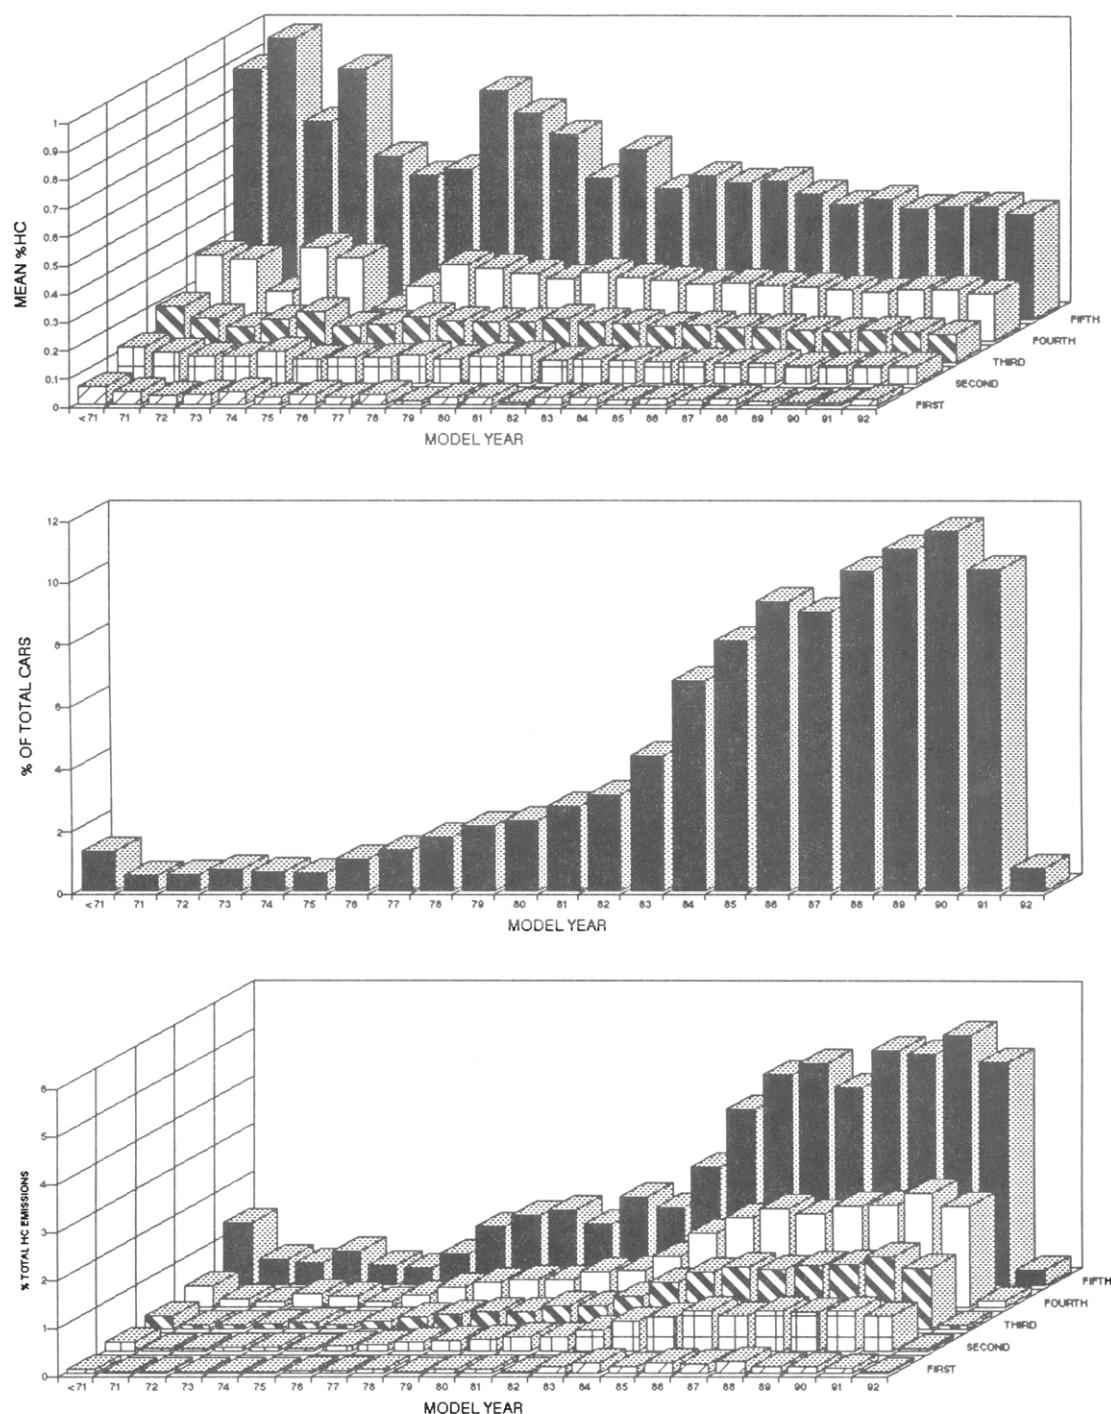 1
0.9
0.8
0.7
0.6
0.5
0.4
0.3
0.2
0.1
0
MEAN %HC
<71 71 72 73 74 75 76 77 78 79 80 81 82 83 84 85 86 87 88 89 90 91 92
FIFTH
FOURTH
THIRD
SECOND
FIRST
MODEL YEAR
12
10
8
6
4
2
0
% OF TOTAL CARS
<71 71 72 73 74 75 76 77 78 79 80 81 82 83 84 85 86 87 88 89 90 91 92
MODEL YEAR
6
5
4
3
2
1
0
% TOTAL HC EMISSIONS
<71 71 72 73 74 75 76 77 78 79 80 81 82 83 84 85 86 87 88 89 90 91 92
FIFTH
FOURTH
THIRD
SECOND
FIRST
MODEL YEAR